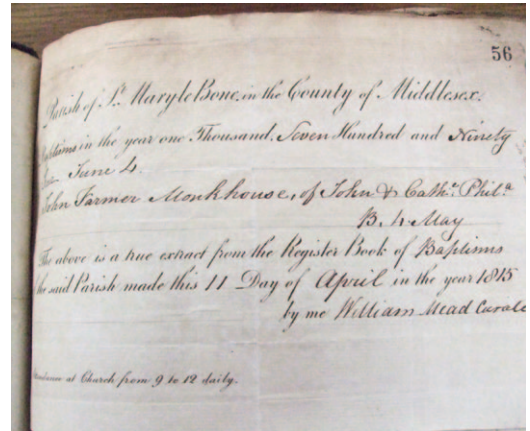 56
Parish of St Mary le Bone, in the County of Middlesex.
Baptisms in the year one Thousand, Seven Hundred and Ninety
June 4.
John Farmer Monkhouse, of John & Cathe. Phila
B. 4 May
The above is a true extract from the Register Book of Baptisms
the said Parish made this 11 Day of April in the year 1815
by me William Mead Curate
at Church from 9 to 12 daily.